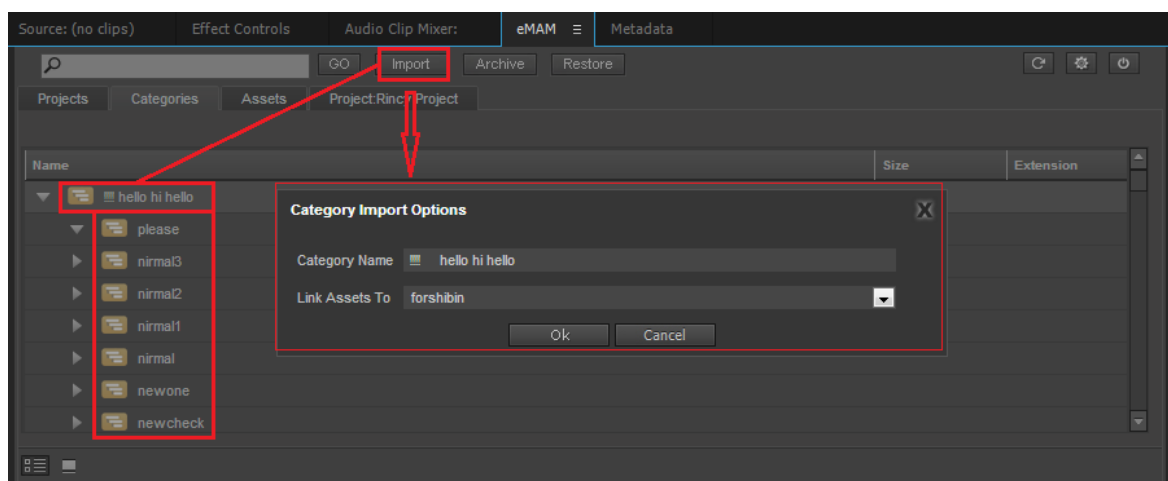 Source: (no clips) Effect Controls Audio Clip Mixer: eMAM Metadata
GO Import Archive Restore
Projects Categories Assets Project:Rincy Project
Name Size Extension
hello hi hello
Category Import Options
please
Category Name hello hi hello
nirmal3
Link Assets To forshibin
nirmal2
Ok Cancel
nirmal1
nirmal
newone
newcheck